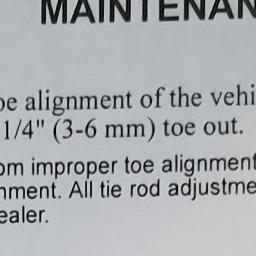 MAINTENAN
oe alignment of the vehi
1/4" (3-6 mm) toe out.
om improper toe alignment
nment. All tie rod adjustme
ealer.